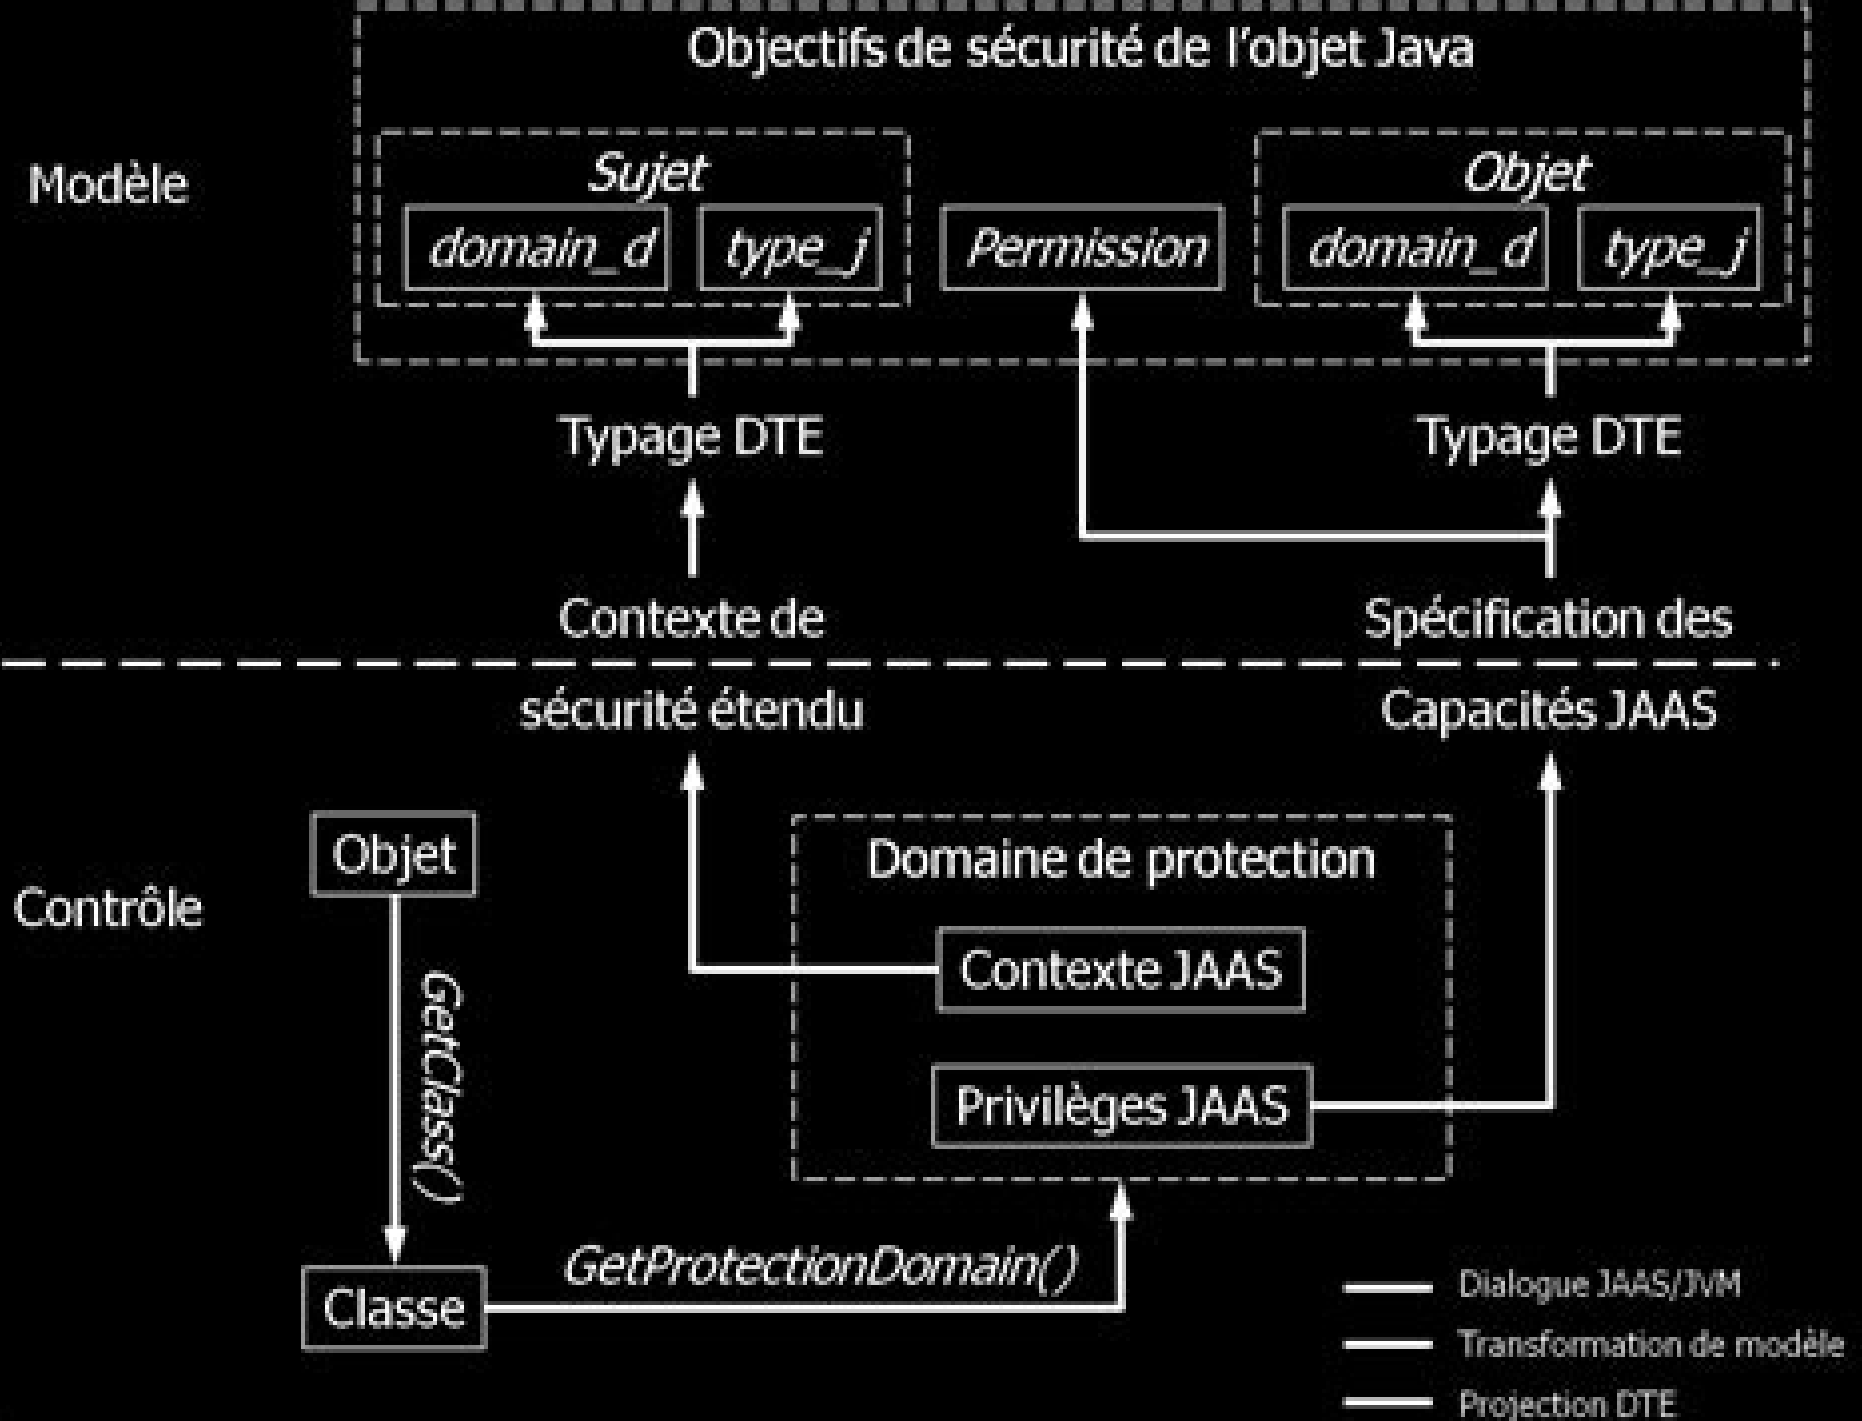 Objectifs de sécurité de l'objet Java
Modèle
Sujet
domain_d
type_j
Permission
Objet
domain_d
type_j
Typage DTE
Typage DTE
Contexte de
sécurité étendu
Spécification des
Capacités JAAS
Contrôle
Objet
GetClass()
Classe
GetProtectionDomain()
Domaine de protection
Contexte JAAS
Privilèges JAAS
Dialogue JAAS/JVM
Transformation de modèle
Projection DTE